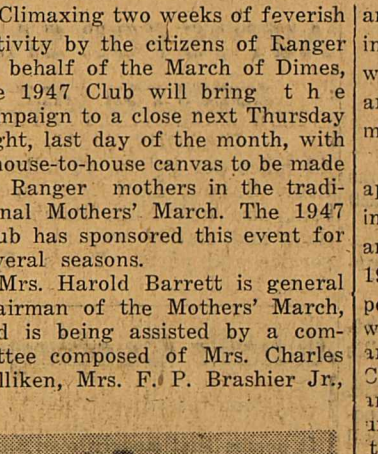 Climaxing two weeks of feverish
tivity by the citizens of Ranger
behalf of the March of Dimes,
e 1947 Club will bring t h e
mpaign to a close next Thursday
ght, last day of the month, with
house-to-house canvas to be made
Ranger mothers in the tradi-
nal Mothers' March. The 1947
ub has sponsored this event for
veral seasons.
Mrs. Harold Barrett is general
airman of the Mothers' March,
d is being assisted by a com-
ttee composed of Mrs. Charles
lliken, Mrs. F. P. Brashier Jr.,